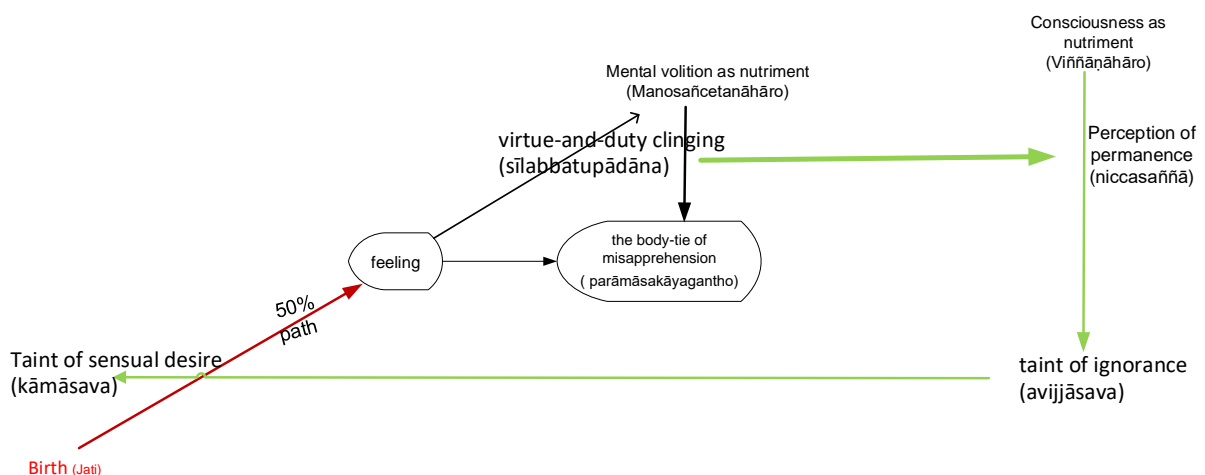 Consciousness as
nutriment
(Viññāṇāhāro)
Mental volition as nutriment
(Manosañcetanāhāro)
virtue-and-duty clinging
(sīlabbatupādāna)
Perception of
permanence
(niccasaññā)
the body-tie of
misapprehension
( parāmāsakāyagantho)
feeling
50%
path
Taint of sensual desire
(kāmāsava)
taint of ignorance
(avijjāsava)
Birth (Jati)